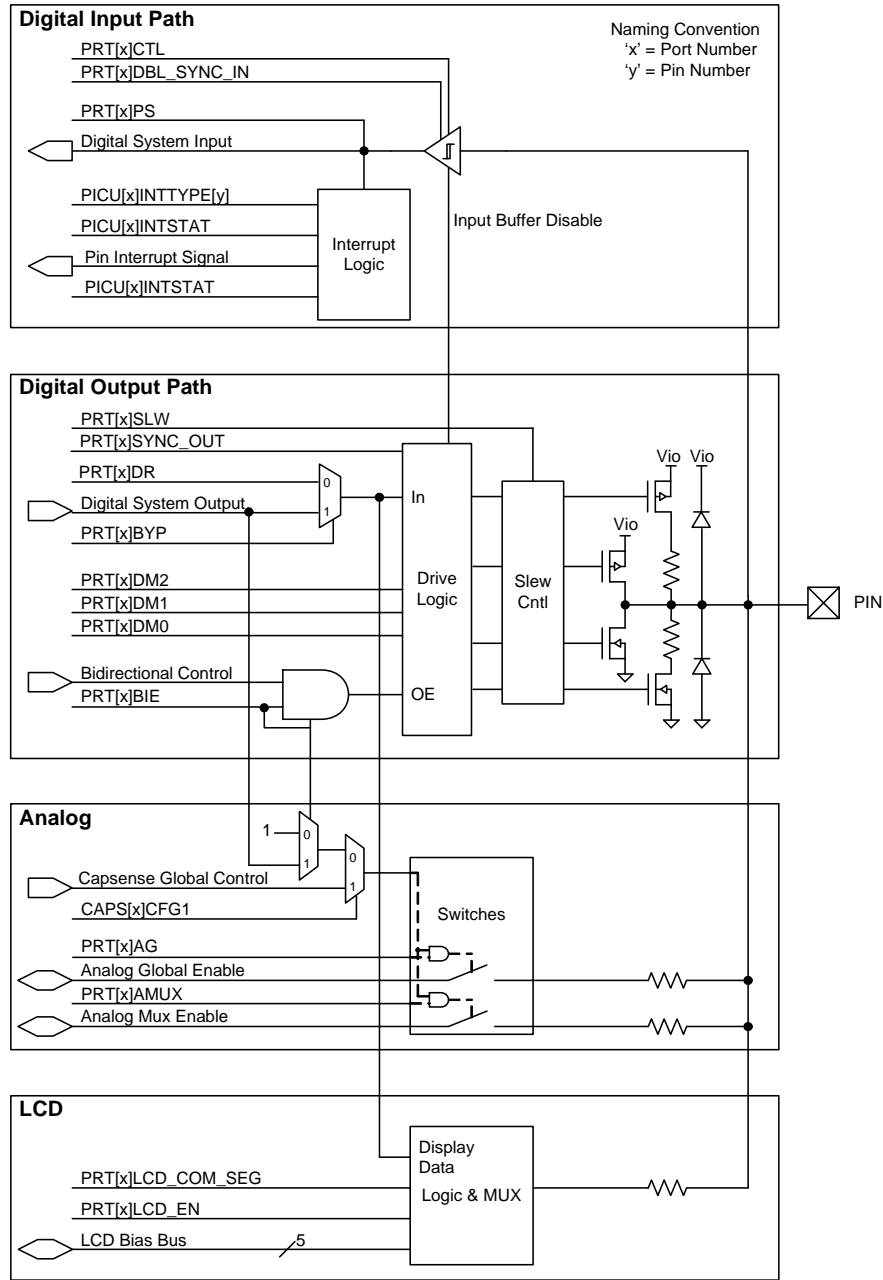 Digital Input Path
Naming Convention
‘x’ = Port Number
‘y’ = Pin Number
PRT[x]CTL
PRT[x]DBL_SYNC_IN
PRT[x]PS
Digital System Input
PICU[x]INTTYPE[y]
PICU[x]INTSTAT
Pin Interrupt Signal
PICU[x]INTSTAT
Interrupt
Logic
Input Buffer Disable
Digital Output Path
PRT[x]SLW
PRT[x]SYNC_OUT
PRT[x]DR
Digital System Output
PRT[x]BYP
0
1
In
PRT[x]DM2
PRT[x]DM1
PRT[x]DM0
Drive
Logic
Slew
Cntl
Vio
Vio
Vio
PIN
Bidirectional Control
PRT[x]BIE
OE
Analog
1
0
1
0
1
Capsense Global Control
CAPS[x]CFG1
Switches
PRT[x]AG
Analog Global Enable
PRT[x]AMUX
Analog Mux Enable
LCD
Display
Data
Logic & MUX
PRT[x]LCD_COM_SEG
PRT[x]LCD_EN
LCD Bias Bus
5